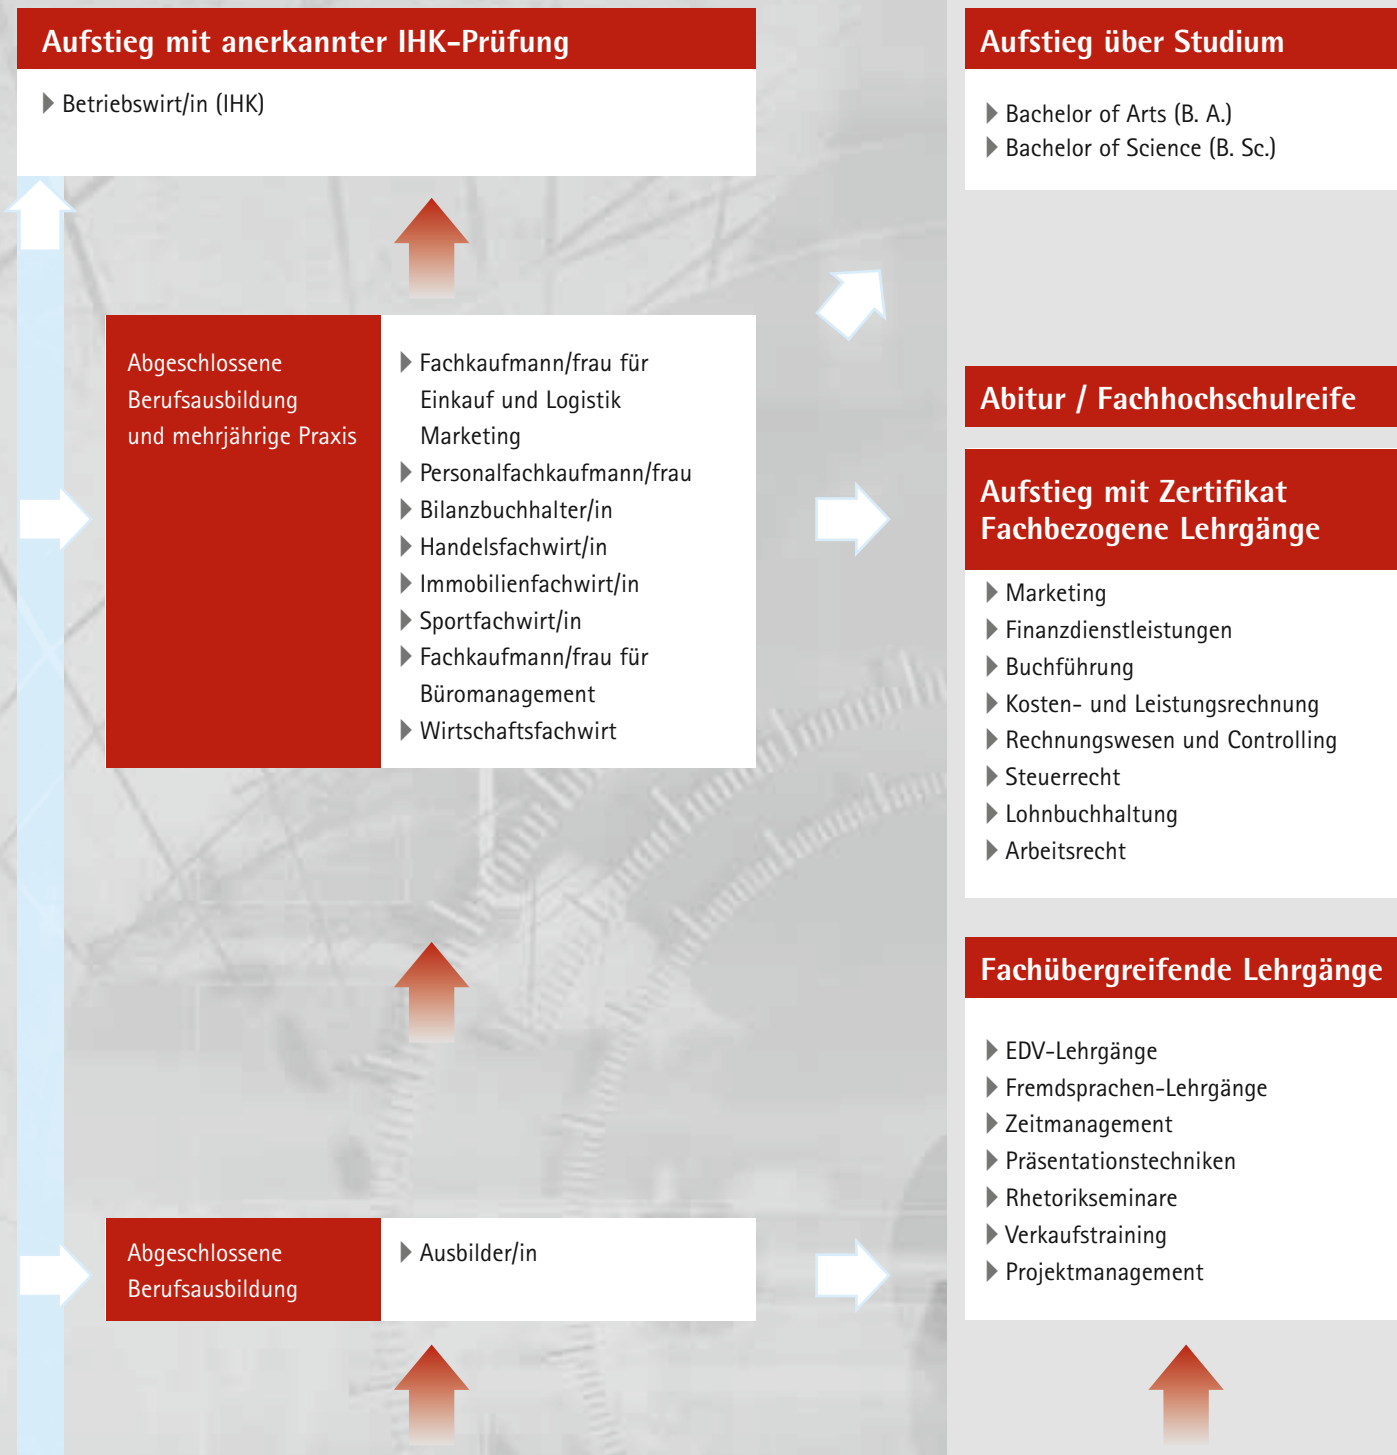 Aufstieg mit anerkannter IHK-Prüfung
Betriebswirt/in (IHK)
Abgeschlossene
Berufsausbildung
und mehrjährige Praxis
Fachkaufmann/frau für
Einkauf und Logistik
Marketing
Personalfachkaufmann/frau
Bilanzbuchhalter/in
Handelsfachwirt/in
Immobilienfachwirt/in
Sportfachwirt/in
Fachkaufmann/frau für
Büromanagement
Wirtschaftsfachwirt
Abgeschlossene
Berufsausbildung
Ausbilder/in
Aufstieg über Studium
Bachelor of Arts (B. A.)
Bachelor of Science (B. Sc.)
Abitur / Fachhochschulreife
Aufstieg mit Zertifikat
Fachbezogene Lehrgänge
Marketing
Finanzdienstleistungen
Buchführung
Kosten- und Leistungsrechnung
Rechnungswesen und Controlling
Steuerrecht
Lohnbuchhaltung
Arbeitsrecht
Fachübergreifende Lehrgänge
EDV-Lehrgänge
Fremdsprachen-Lehrgänge
Zeitmanagement
Präsentationstechniken
Rhetorikseminare
Verkaufstraining
Projektmanagement